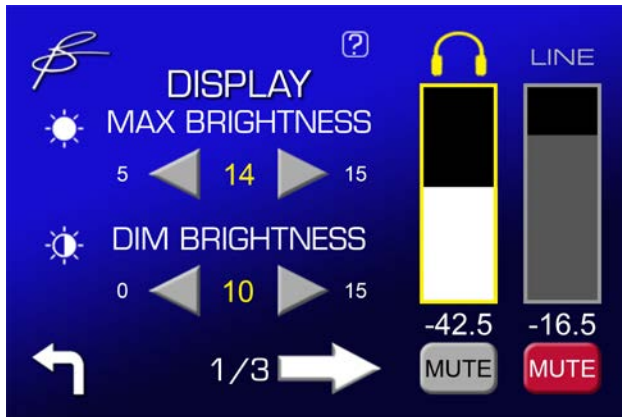 ?
LINE
DISPLAY
MAX BRIGHTNESS
5 14 15
DIM BRIGHTNESS
0 10 15
-42.5 -16.5
1/3
MUTE MUTE